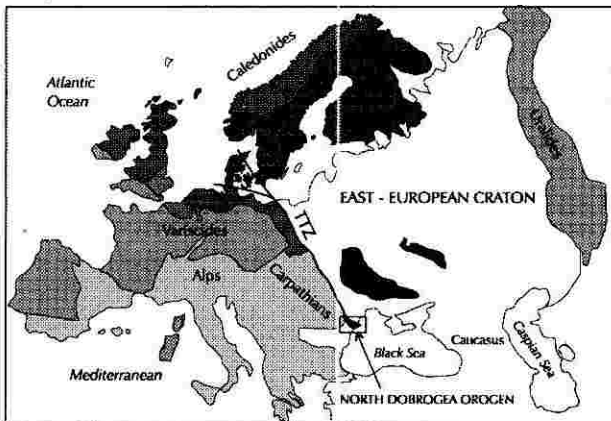 Caledonides
Atlantic
Ocean
Uralides
EAST - EUROPEAN CRATON
TTZ
Variscides
Alps
Carpathians
Caucasus
Caspian Sea
Black Sea
Mediterranean
NORTH DOBROGEA OROGEN